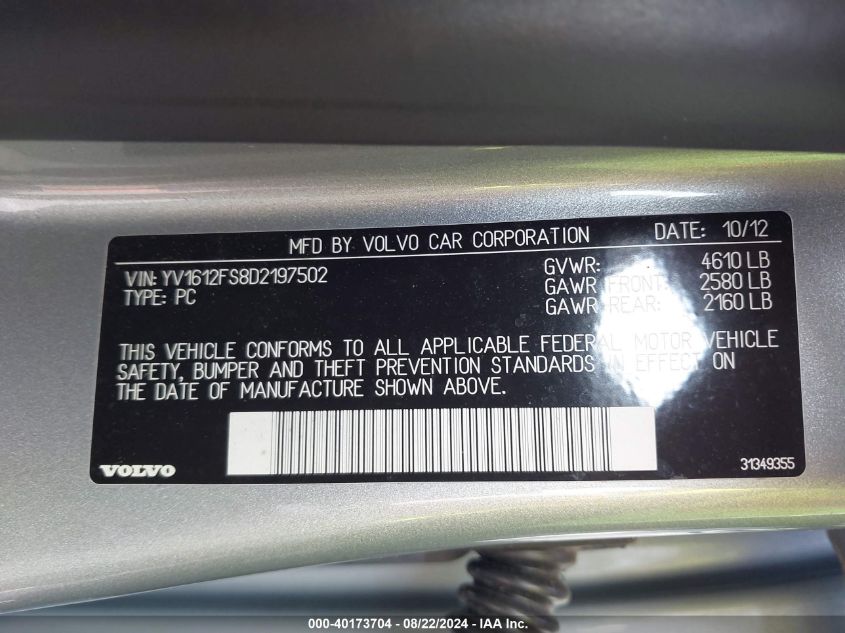 MFD BY VOLVO CAR CORPORATION DATE: 10/12
VIN: YV1612FS8D2197502 GVWR: 4610 LB
TYPE: PC GAWR FRONT: 2580 LB
GAWR REAR: 2160 LB
THIS VEHICLE CONFORMS TO ALL APPLICABLE FEDERAL MOTOR VEHICLE
SAFETY, BUMPER AND THEFT PREVENTION STANDARDS IN EFFECT ON
THE DATE OF MANUFACTURE SHOWN ABOVE.
VOLVO 31349355
000-40173704 - 08/22/2024 - IAA Inc.